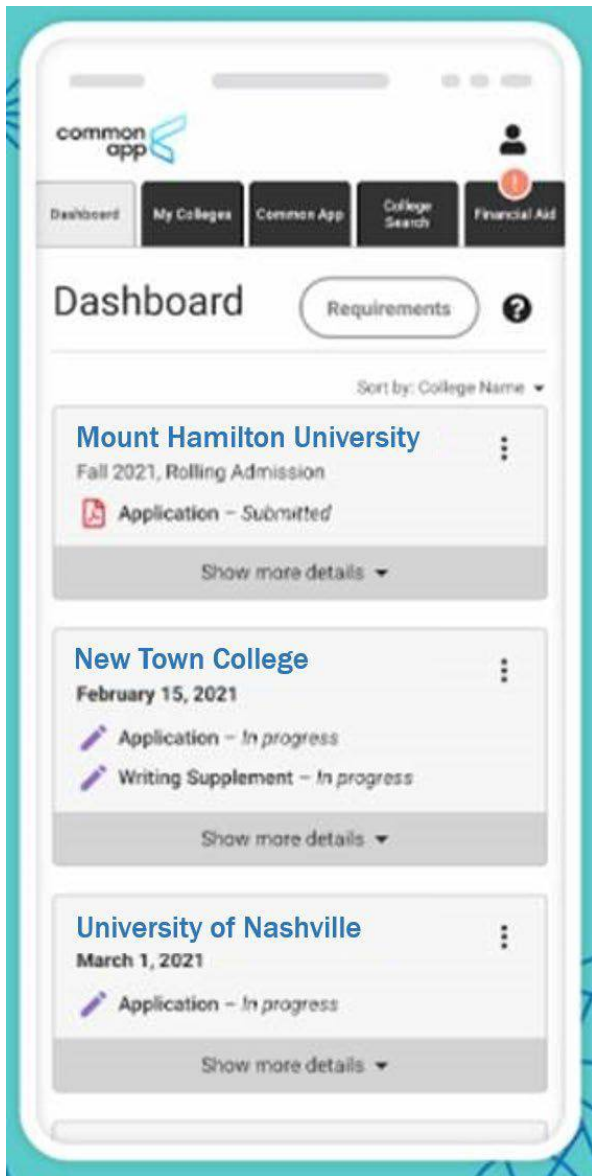 common
app
Dashboard
My Colleges
Common App
College
Search
Financial Aid
!
Dashboard
Requirements
?
Sort by: College Name
Mount Hamilton University
Fall 2021, Rolling Admission
Application – Submitted
Show more details
New Town College
February 15, 2021
Application – In progress
Writing Supplement – In progress
Show more details
University of Nashville
March 1, 2021
Application – In progress
Show more details